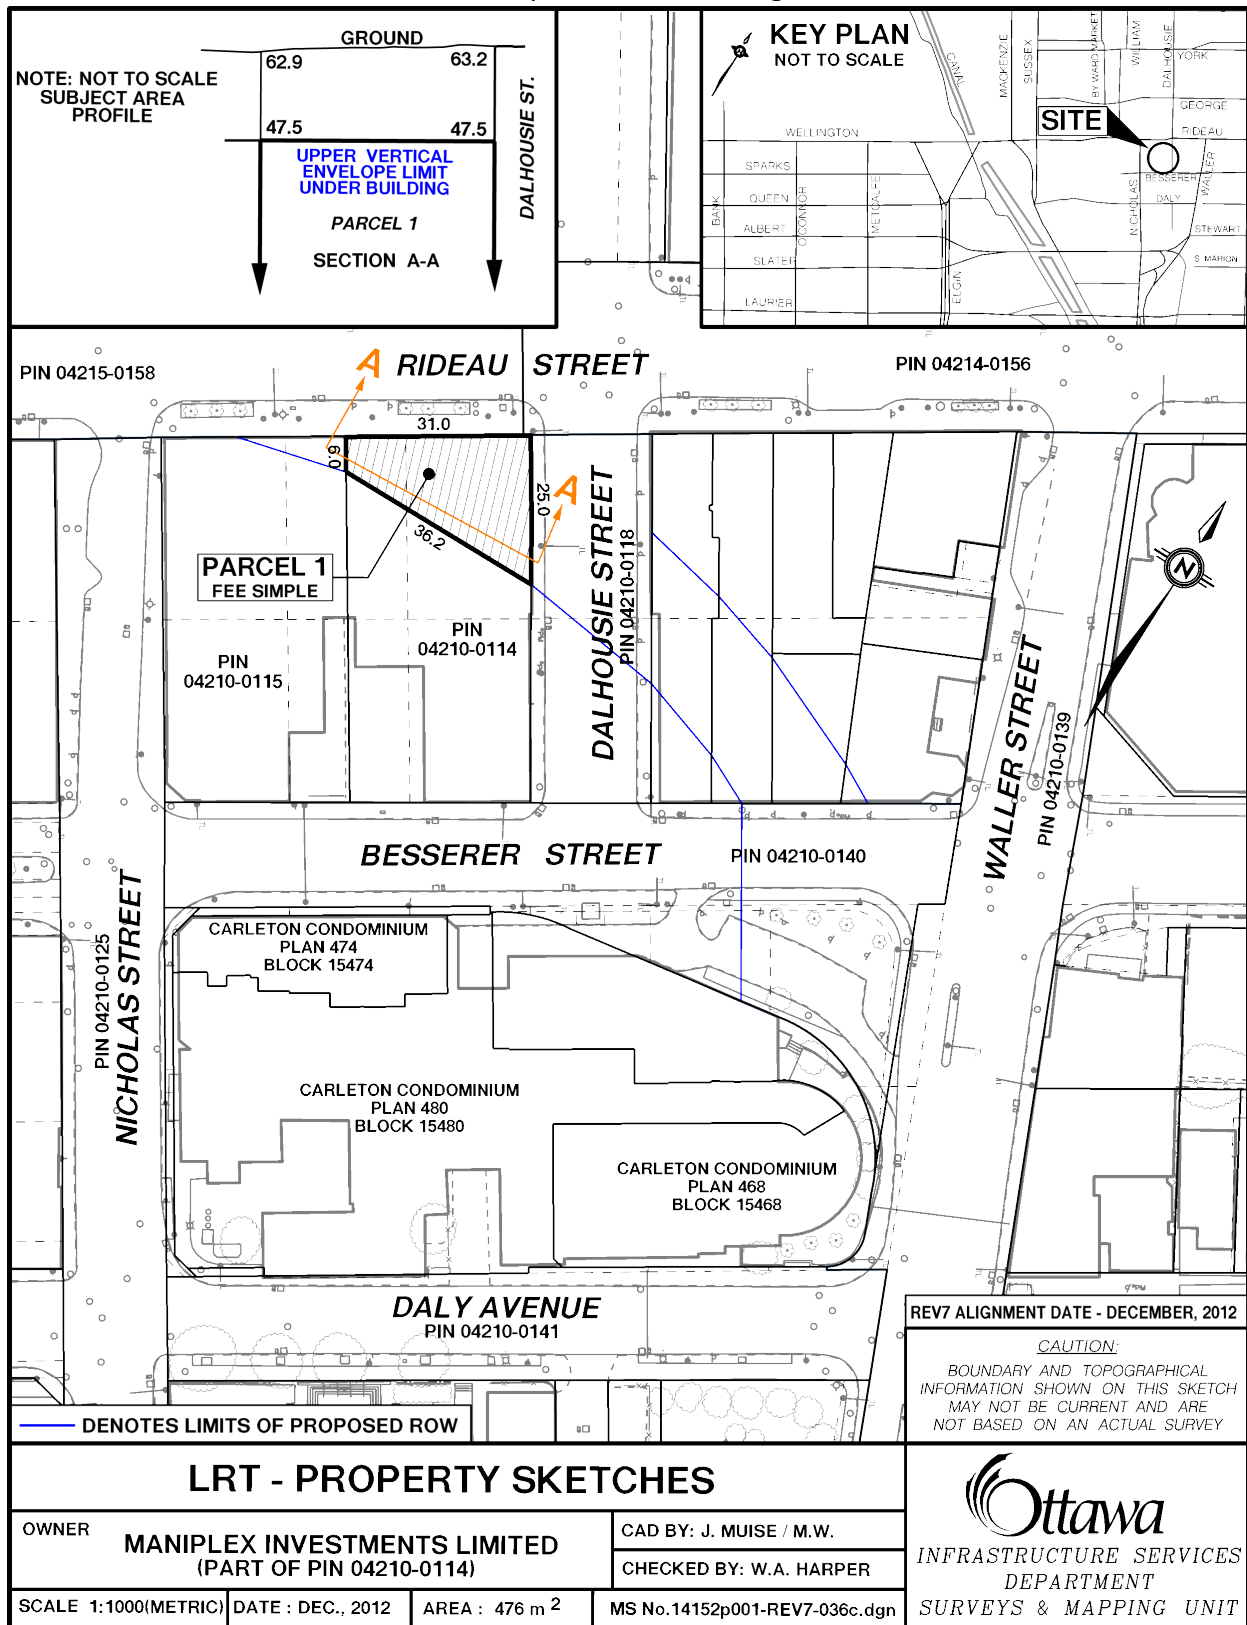 GROUND
62.9
63.2
NOTE: NOT TO SCALE
SUBJECT AREA
PROFILE
47.5
47.5
UPPER VERTICAL
ENVELOPE LIMIT
UNDER BUILDING
PARCEL 1
SECTION A-A
DALHOUSIE ST.
KEY PLAN
NOT TO SCALE
CANAL
MACKENZIE
SUSSEX
BY WARD MARKET
WILLIAM
DALHOUSIE
YORK
GEORGE
SITE
RIDEAU
WELLINGTON
SPARKS
QUEEN
ALBERT
SLATER
LAURIER
BANK
O'CONNOR
METCALFE
ELGIN
NICHOLAS
BESSERER
WALLER
DALY
STEWART
S. MARION
PIN 04215-0158
A
RIDEAU STREET
PIN 04214-0156
31.0
6.0
25.0
A
36.2
PARCEL 1
FEE SIMPLE
PIN
04210-0114
PIN
04210-0115
DALHOUSIE STREET
PIN 04210-0118
N
WALLER STREET
PIN 04210-0139
BESSERER STREET
PIN 04210-0140
NICHOLAS STREET
PIN 04210-0125
CARLETON CONDOMINIUM
PLAN 474
BLOCK 15474
CARLETON CONDOMINIUM
PLAN 480
BLOCK 15480
CARLETON CONDOMINIUM
PLAN 468
BLOCK 15468
DALY AVENUE
PIN 04210-0141
REV7 ALIGNMENT DATE - DECEMBER, 2012
CAUTION:
BOUNDARY AND TOPOGRAPHICAL
INFORMATION SHOWN ON THIS SKETCH
MAY NOT BE CURRENT AND ARE
NOT BASED ON AN ACTUAL SURVEY
DENOTES LIMITS OF PROPOSED ROW
LRT - PROPERTY SKETCHES
OWNER
MANIPLEX INVESTMENTS LIMITED
(PART OF PIN 04210-0114)
CAD BY: J. MUISE / M.W.
CHECKED BY: W.A. HARPER
SCALE 1:1000(METRIC)
DATE : DEC., 2012
AREA : 476 m 2
MS No.14152p001-REV7-036c.dgn
Ottawa
INFRASTRUCTURE SERVICES
DEPARTMENT
SURVEYS & MAPPING UNIT